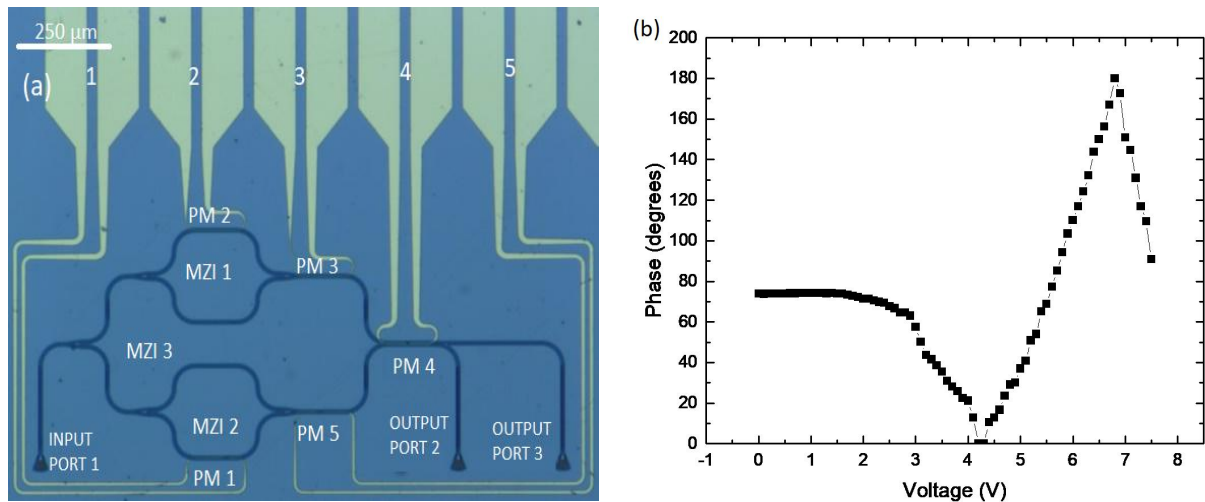 250 µm
(a)
1
2
3
4
5
PM 2
MZI 1
PM 3
MZI 3
PM 4
MZI 2
PM 5
INPUT
PORT 1
OUTPUT
PORT 2
OUTPUT
PORT 3
PM 1
(b)
Phase (degrees)
200
180
160
140
120
100
80
60
40
20
0
-1 0 1 2 3 4 5 6 7 8
Voltage (V)